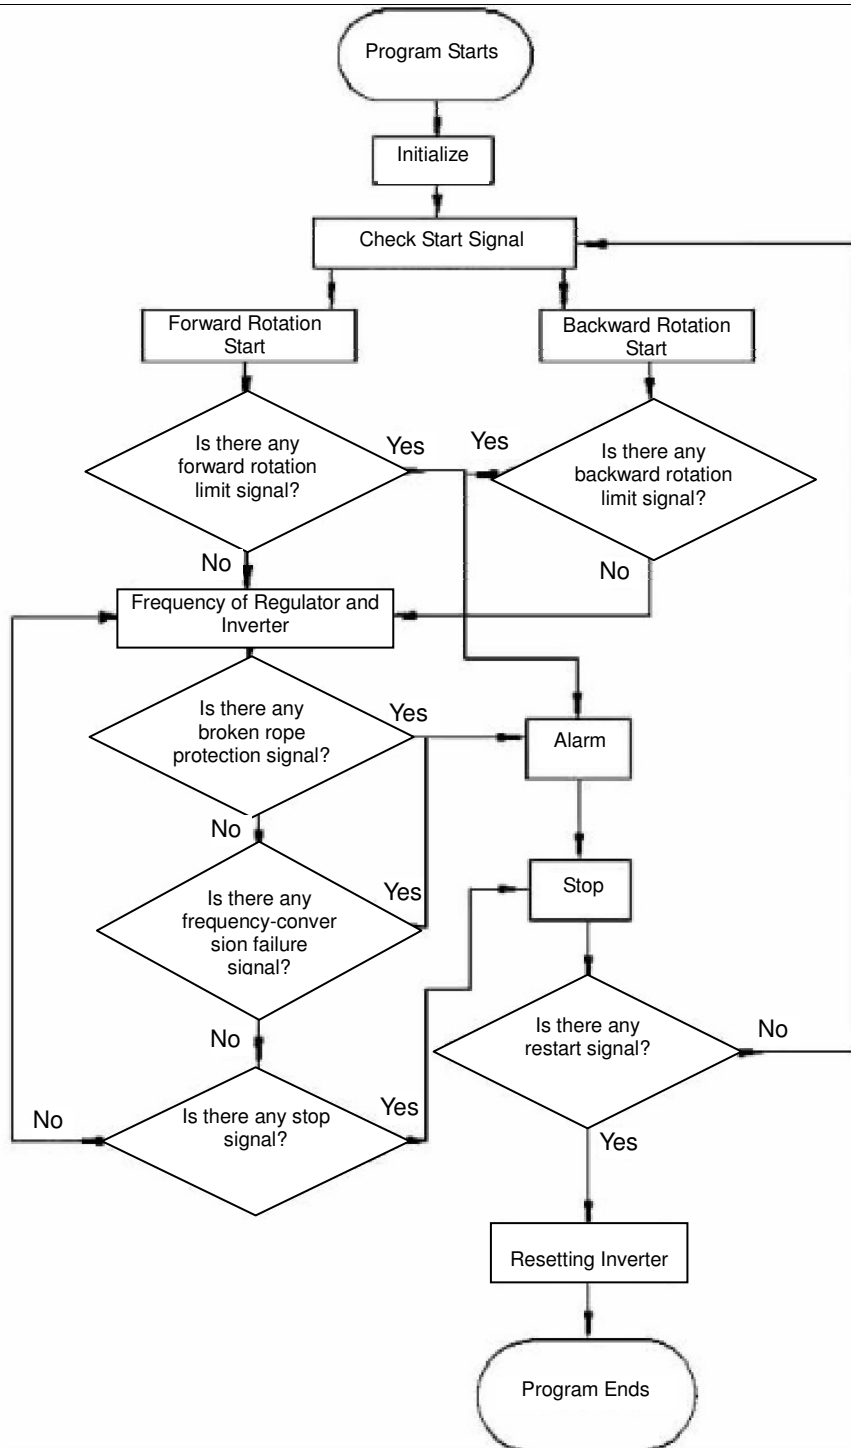 Program Starts
Initialize
Check Start Signal
Forward Rotation
Start
Backward Rotation
Start
Is there any
forward rotation
limit signal?
Yes
Yes
Is there any
backward rotation
limit signal?
No
No
Frequency of Regulator and
Inverter
Is there any
broken rope
protection signal?
Yes
Alarm
No
Is there any
frequency-conver
sion failure
signal?
Yes
Stop
No
Is there any
restart signal?
No
No
Is there any stop
signal?
Yes
Yes
Resetting Inverter
Program Ends